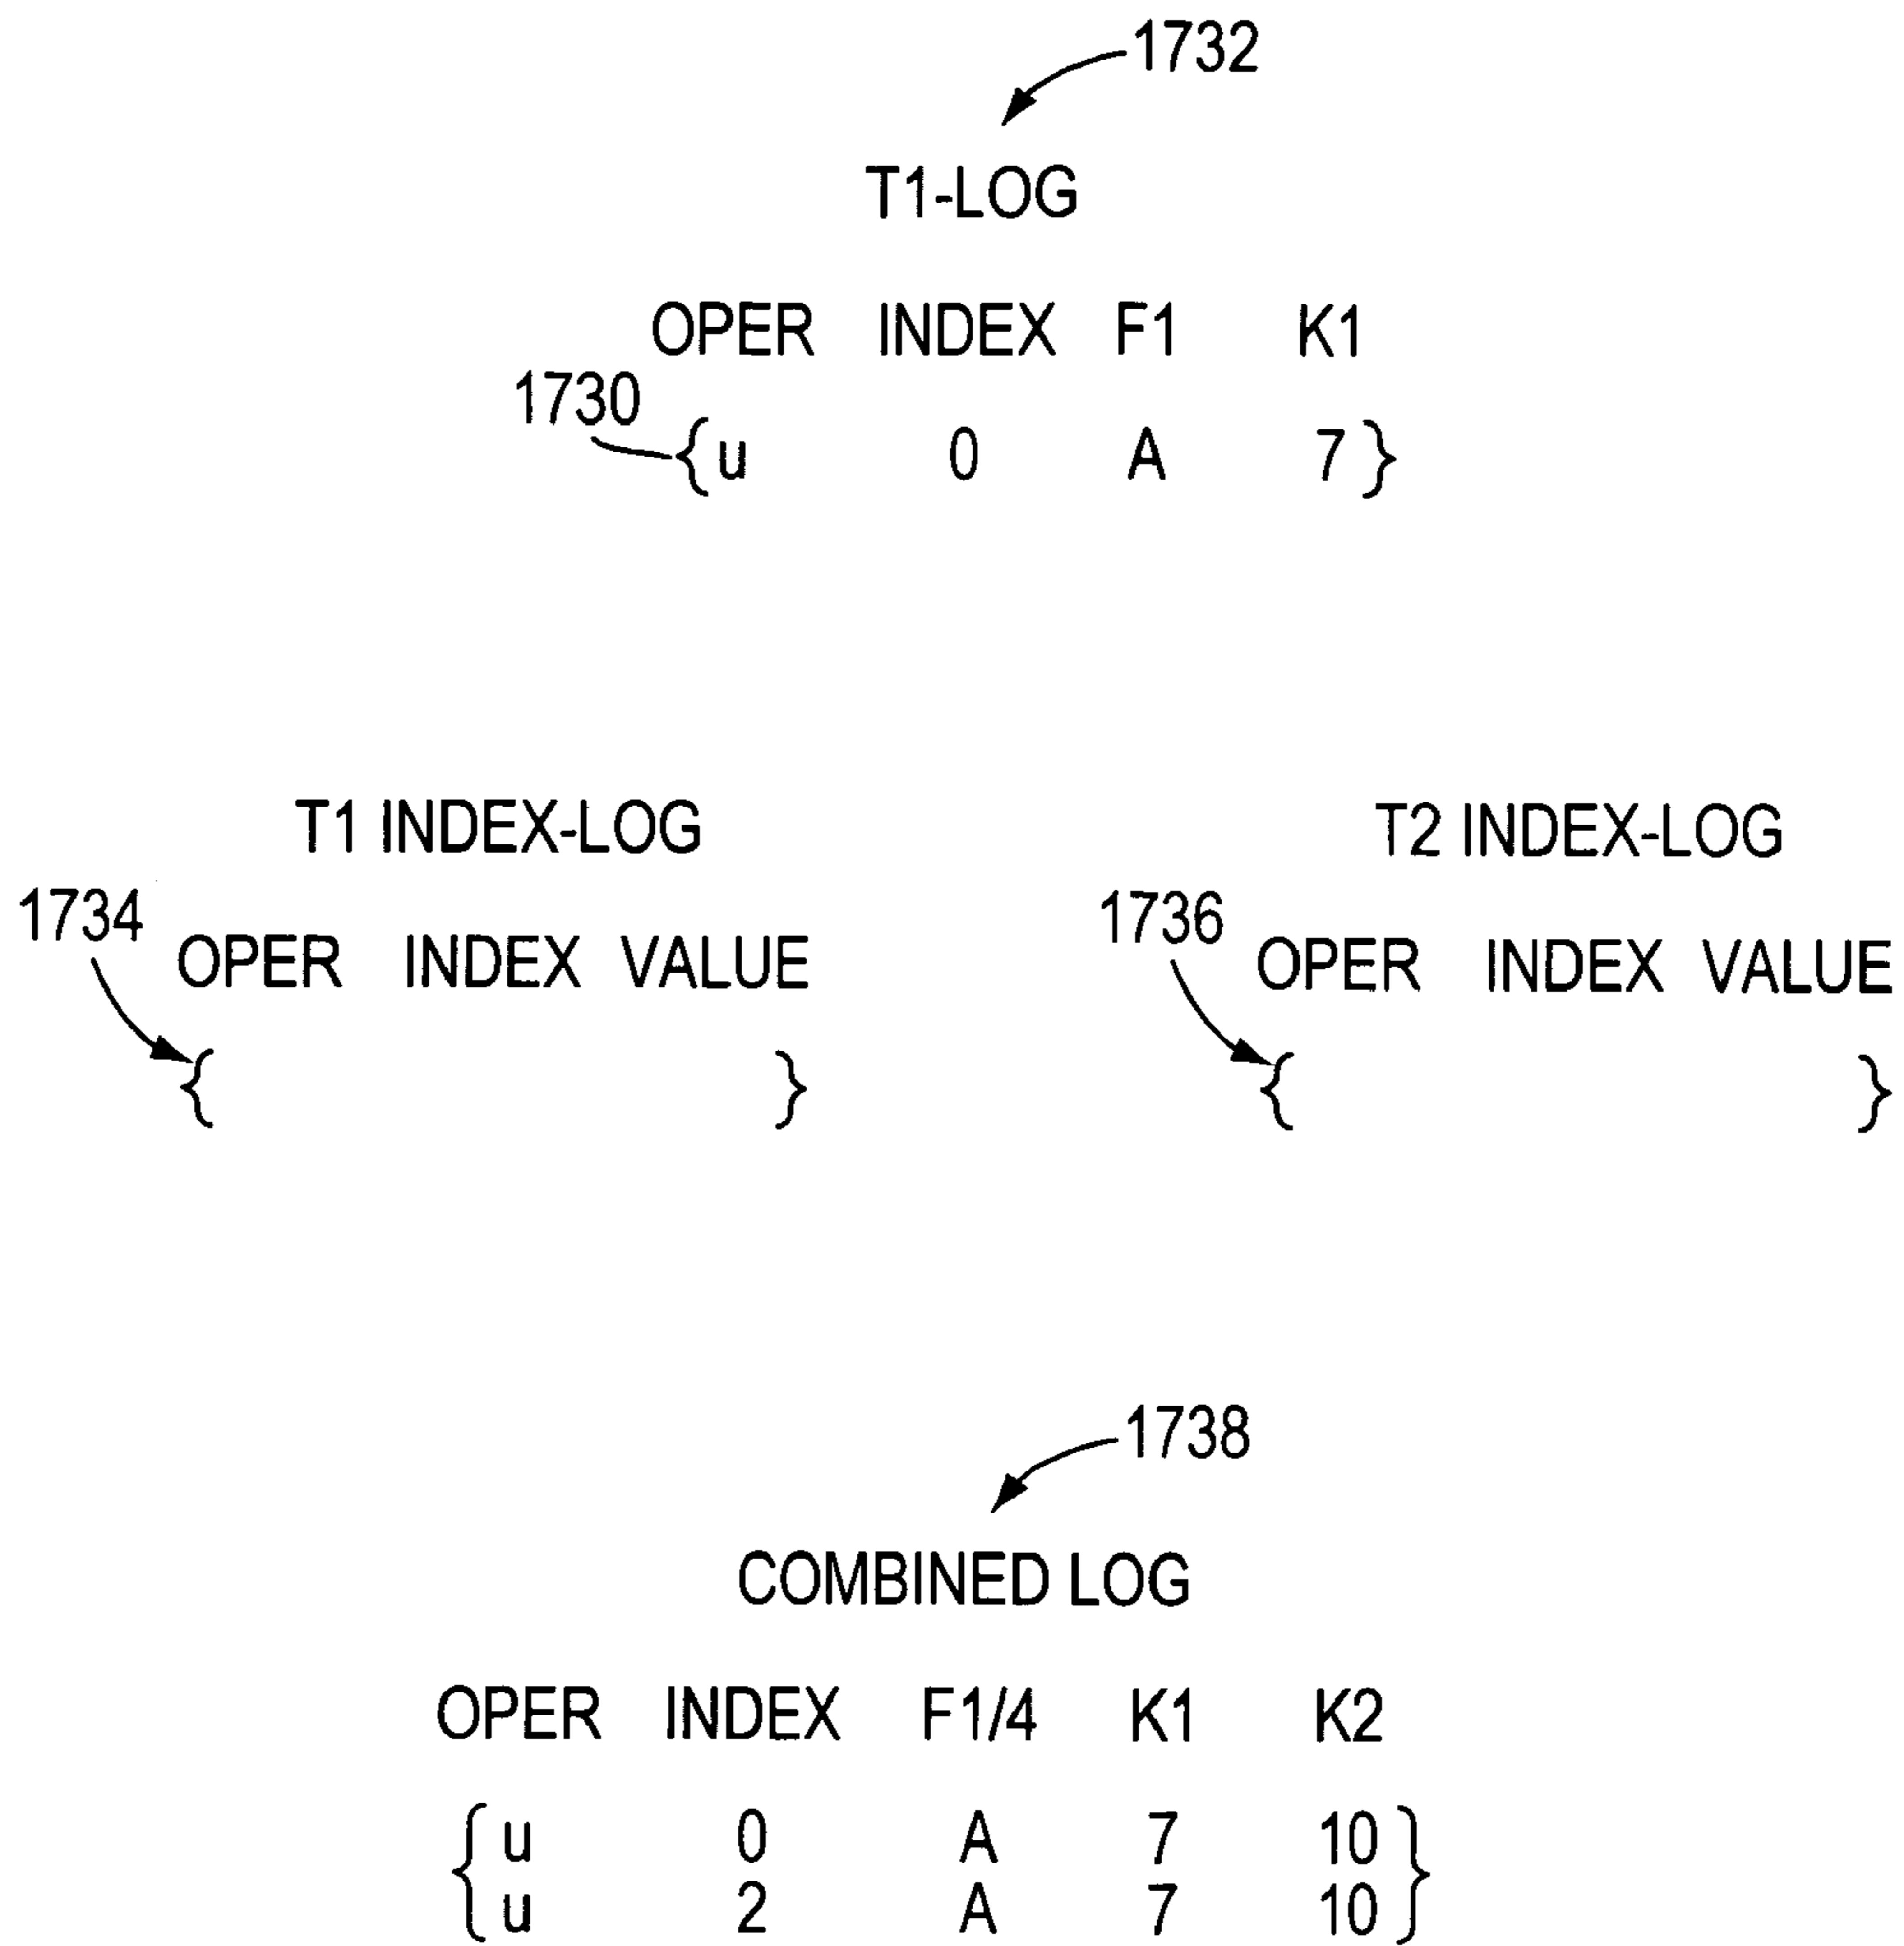 1732
T1-LOG
OPER INDEX F1 K1
1730
{u 0 A 7}
T1 INDEX-LOG
T2 INDEX-LOG
1734
1736
OPER INDEX VALUE
OPER INDEX VALUE
{ }
{ }
1738
COMBINED LOG
OPER INDEX F1/4 K1 K2
{u 0 A 7 10}
u 2 A 7 10